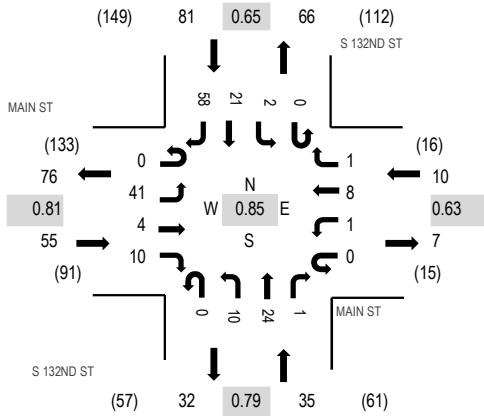 (149) 81 0.65 66 (112)
S 132ND ST
MAIN ST
58 21 2 0
(133)
76
0.81
55
(91)
0
41
4
10
N
W 0.85 E
S
1
8
1
0
(16)
10
0.63
7
(15)
0 10 24 1
MAIN ST
S 132ND ST
(57) 32 0.79 35 (61)